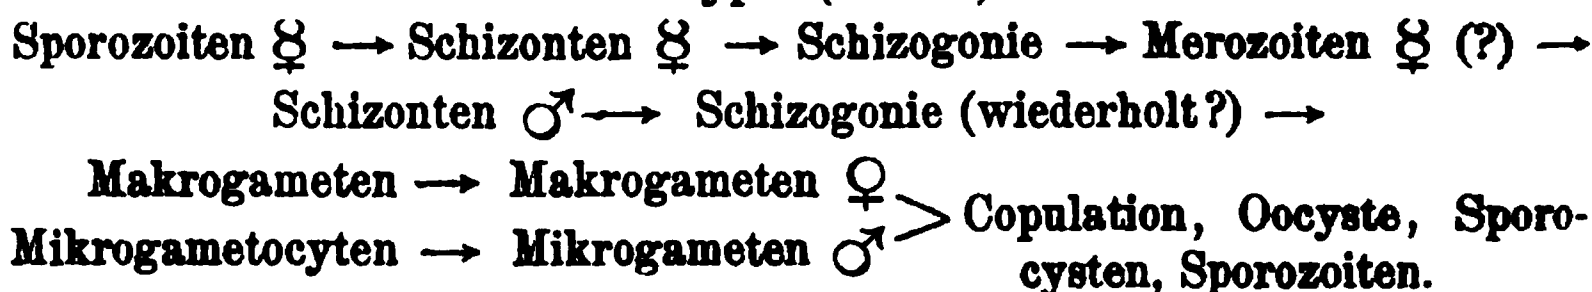 Sporozoiten ☿ → Schizonten ☿ → Schizogonie → Merozoiten ☿ (?) →
Schizonten ♂ → Schizogonie (wiederholt?) →
Makrogameten → Makrogameten ♀
Mikrogametocyten → Mikrogameten ♂ > Copulation, Oocyste, Sporo-
cysten, Sporozoiten.